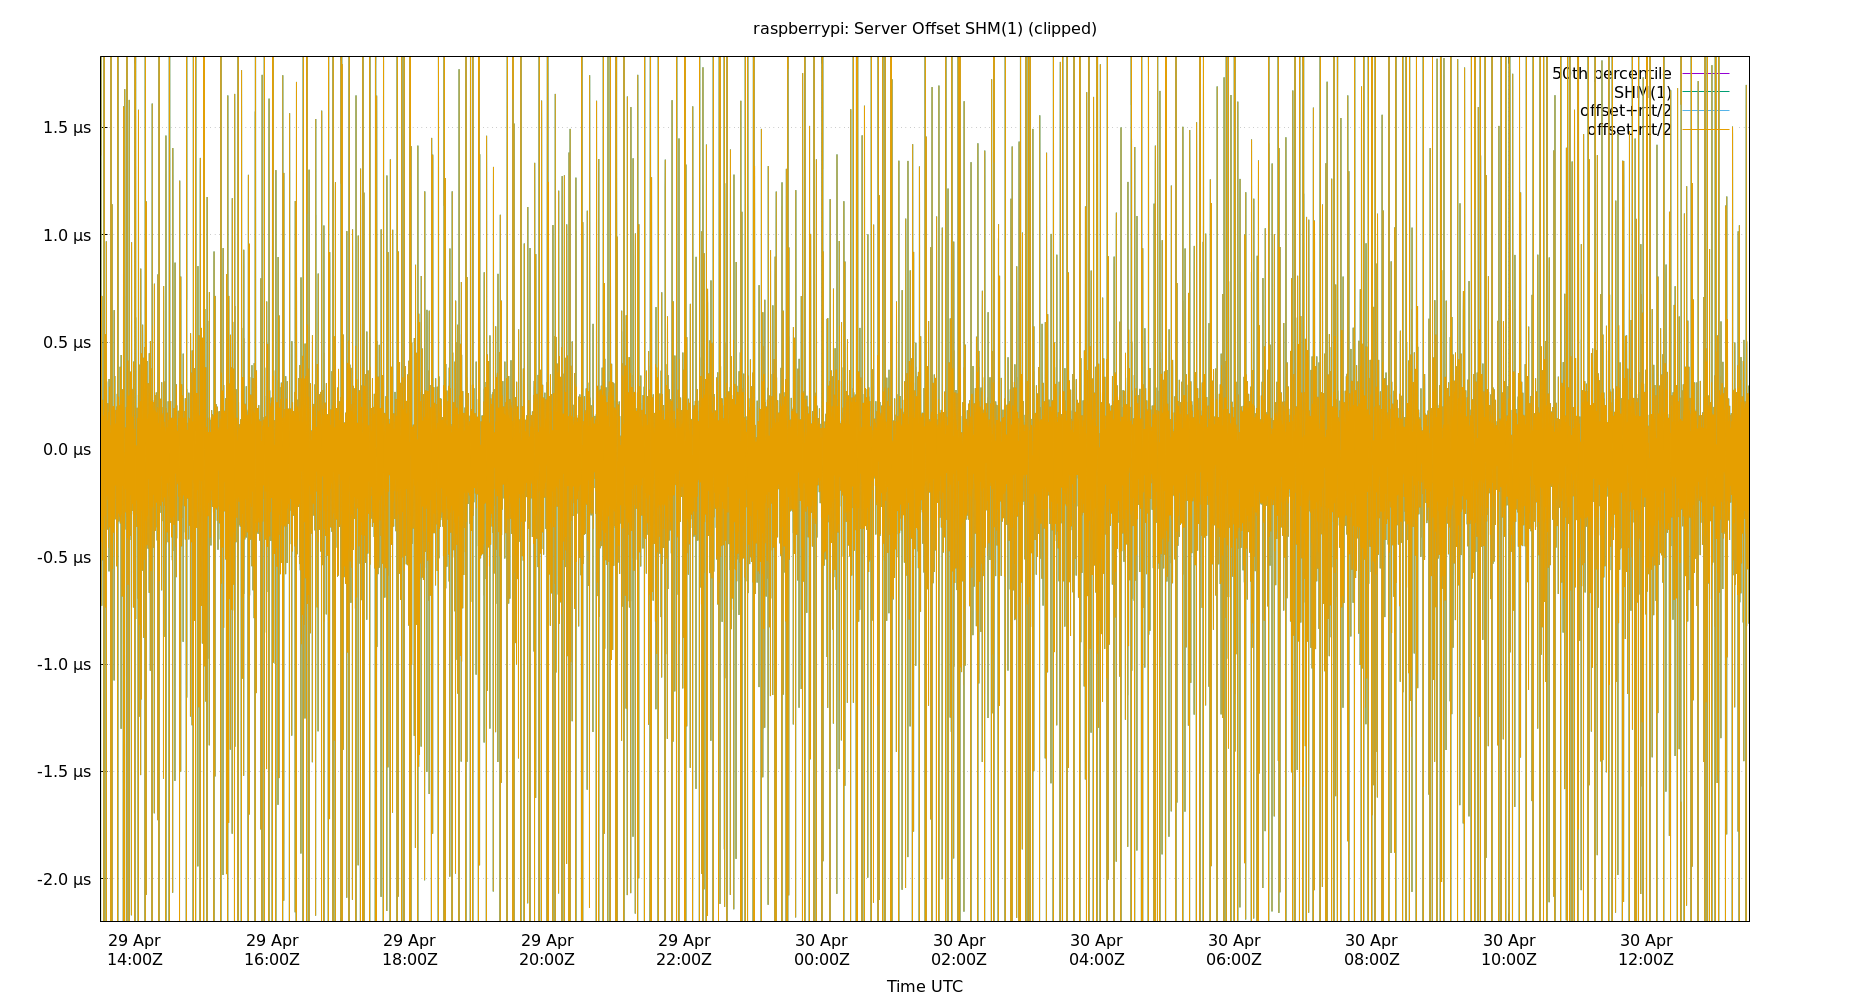 raspberrypi: Server Offset SHM(1) (clipped)
50th percentile
SHM(1)
offset+rtt/2
offset-rtt/2
1.5 µs
1.0 µs
0.5 µs
0.0 µs
-0.5 µs
-1.0 µs
-1.5 µs
-2.0 µs
29 Apr 29 Apr 29 Apr 29 Apr 29 Apr 30 Apr 30 Apr 30 Apr 30 Apr 30 Apr 30 Apr 30 Apr
14:00Z 16:00Z 18:00Z 20:00Z 22:00Z 00:00Z 02:00Z 04:00Z 06:00Z 08:00Z 10:00Z 12:00Z
Time UTC